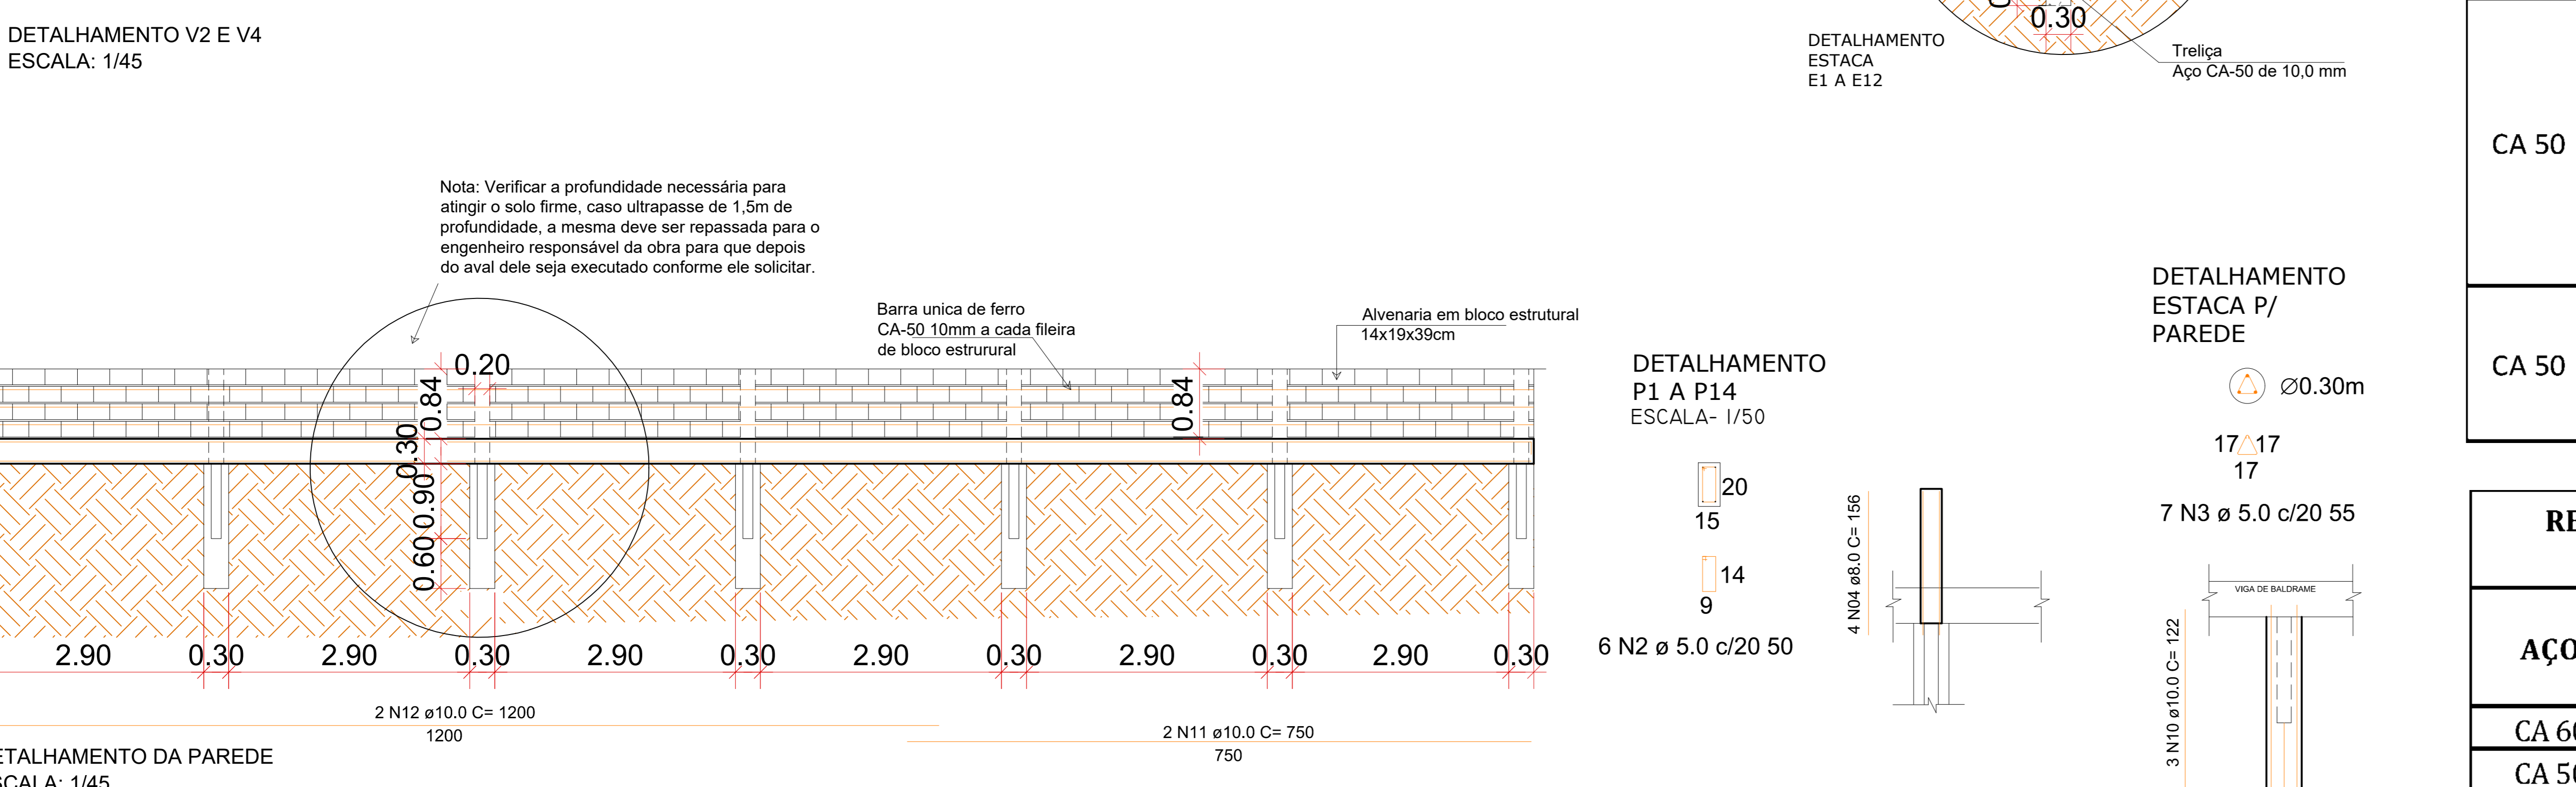 DETALHAMENTO V2 E V4
ESCALA: 1/45
0.30
DETALHAMENTO
ESTACA
E1 A E12
Treliça
Aço CA-50 de 10,0 mm
CA 50
CA 50
Nota: Verificar a profundidade necessária para
atingir o solo firme, caso ultrapasse de 1,5m de
profundidade, a mesma deve ser repassada para o
engenheiro responsável da obra para que depois
do aval dele seja executado conforme ele solicitar.
Barra unica de ferro
CA-50 10mm a cada fileira
de bloco estrurural
Alvenaria em bloco estrutural
14x19x39cm
0.20
0.84
0.30
0.90
0.60
0.84
2.90
0.30
2.90
0.30
2.90
0.30
2.90
0.30
2.90
0.30
2.90
0.30
2 N12 ø10.0 C= 1200
1200
2 N11 ø10.0 C= 750
750
ETALHAMENTO DA PAREDE
SCALA: 1/45
DETALHAMENTO
P1 A P14
ESCALA- 1/50
20
15
14
9
6 N2 ø 5.0 c/20 50
4 N04 ø8.0 C= 156
DETALHAMENTO
ESTACA P/
PAREDE
Ø0.30m
17 17
17
7 N3 ø 5.0 c/20 55
VIGA DE BALDRAME
3 N10 ø10.0 C= 122
RE
AÇO
CA 60
CA 50